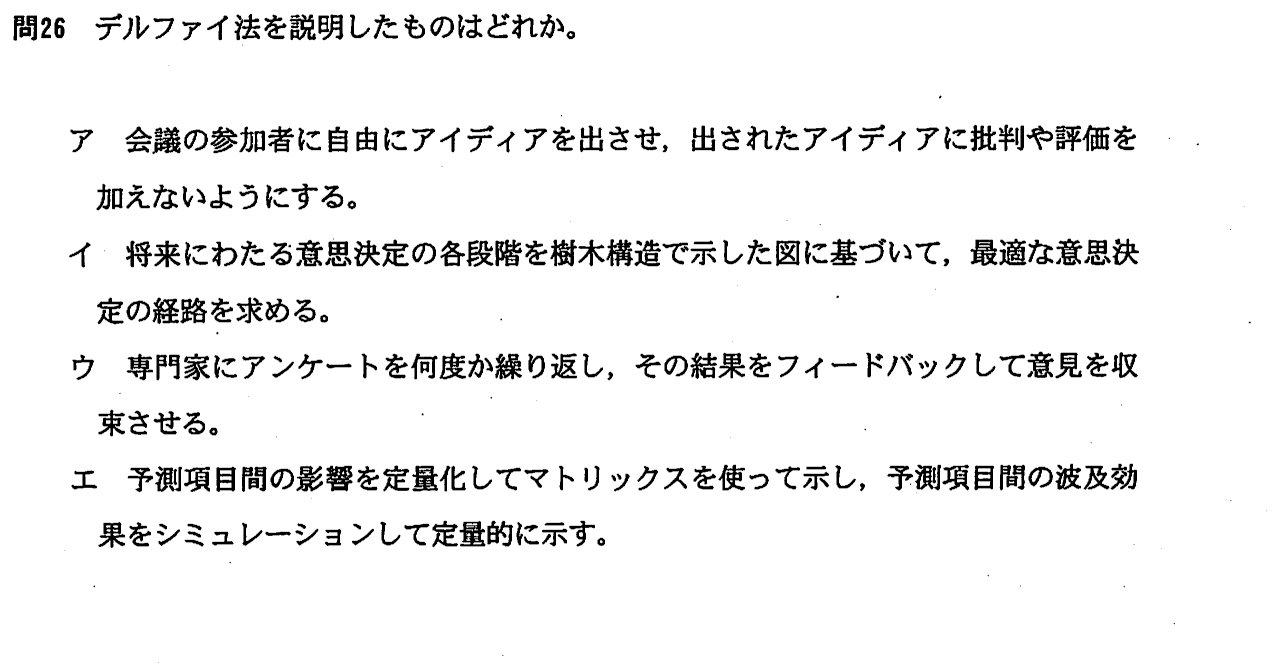 問26 デルファイ法を説明したものはどれか。
ア 会議の参加者に自由にアイディアを出させ，出されたアイディアに批判や評価を
加えないようにする。
イ 将来にわたる意思決定の各段階を樹木構造で示した図に基づいて，最適な意思決
定の経路を求める。
ウ 専門家にアンケートを何度か繰り返し，その結果をフィードバックして意見を収
束させる。
エ 予測項目間の影響を定量化してマトリックスを使って示し，予測項目間の波及効
果をシミュレーションして定量的に示す。